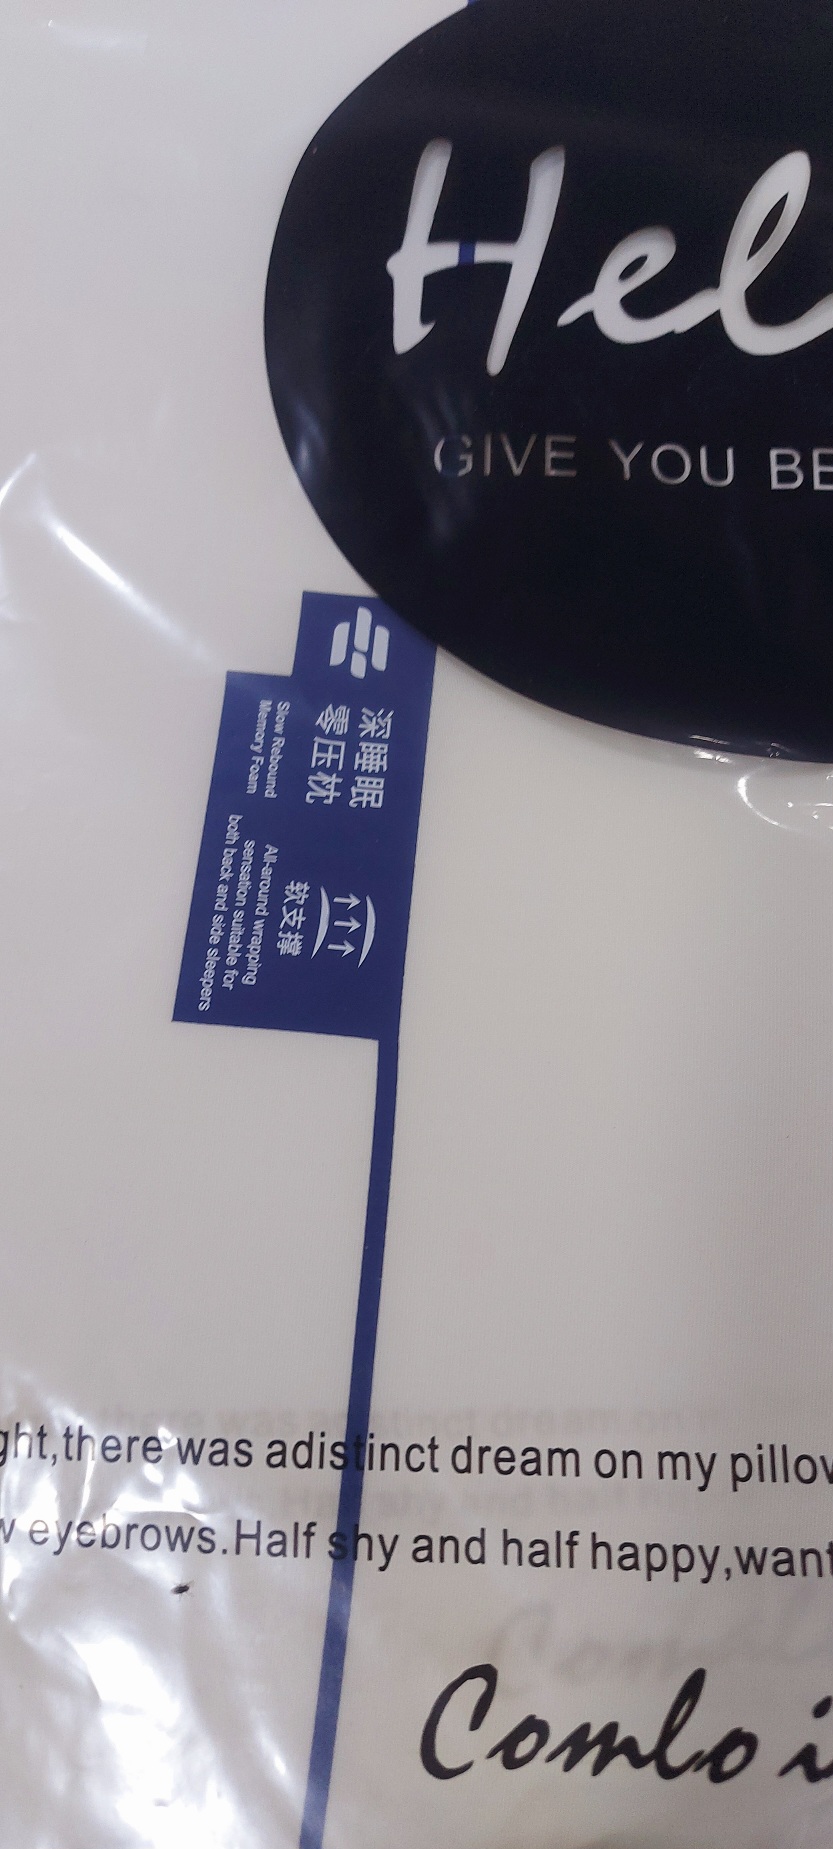 Hel
GIVE YOU BE
深睡眠
零压枕
Slow Rebound
Memory Foam
软支撑
All-around wrapping
sensation suitable for
both back and side sleepers
ght,there was adistinct dream on my pillow
w eyebrows.Half shy and half happy,want
Comlo i